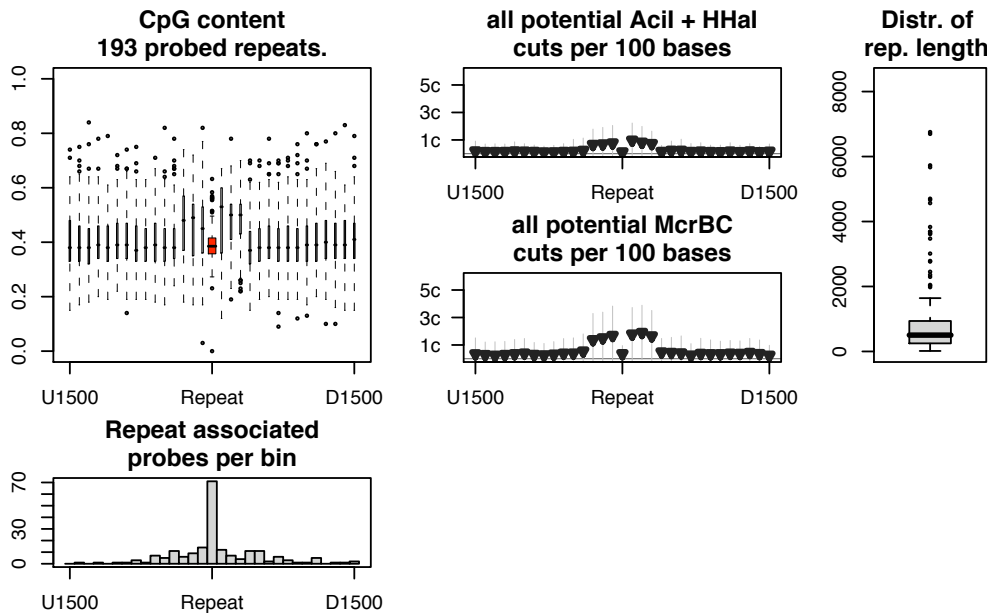 CpG content
193 probed repeats.
0.0
0.2
0.4
0.6
0.8
1.0
U1500
Repeat
D1500
all potential AciI + HHaI
cuts per 100 bases
5c
3c
1c
U1500
Repeat
D1500
all potential McrBC
cuts per 100 bases
5c
3c
1c
U1500
Repeat
D1500
Distr. of
rep. length
0
2000
4000
6000
8000
Repeat associated
probes per bin
0
30
70
U1500
Repeat
D1500